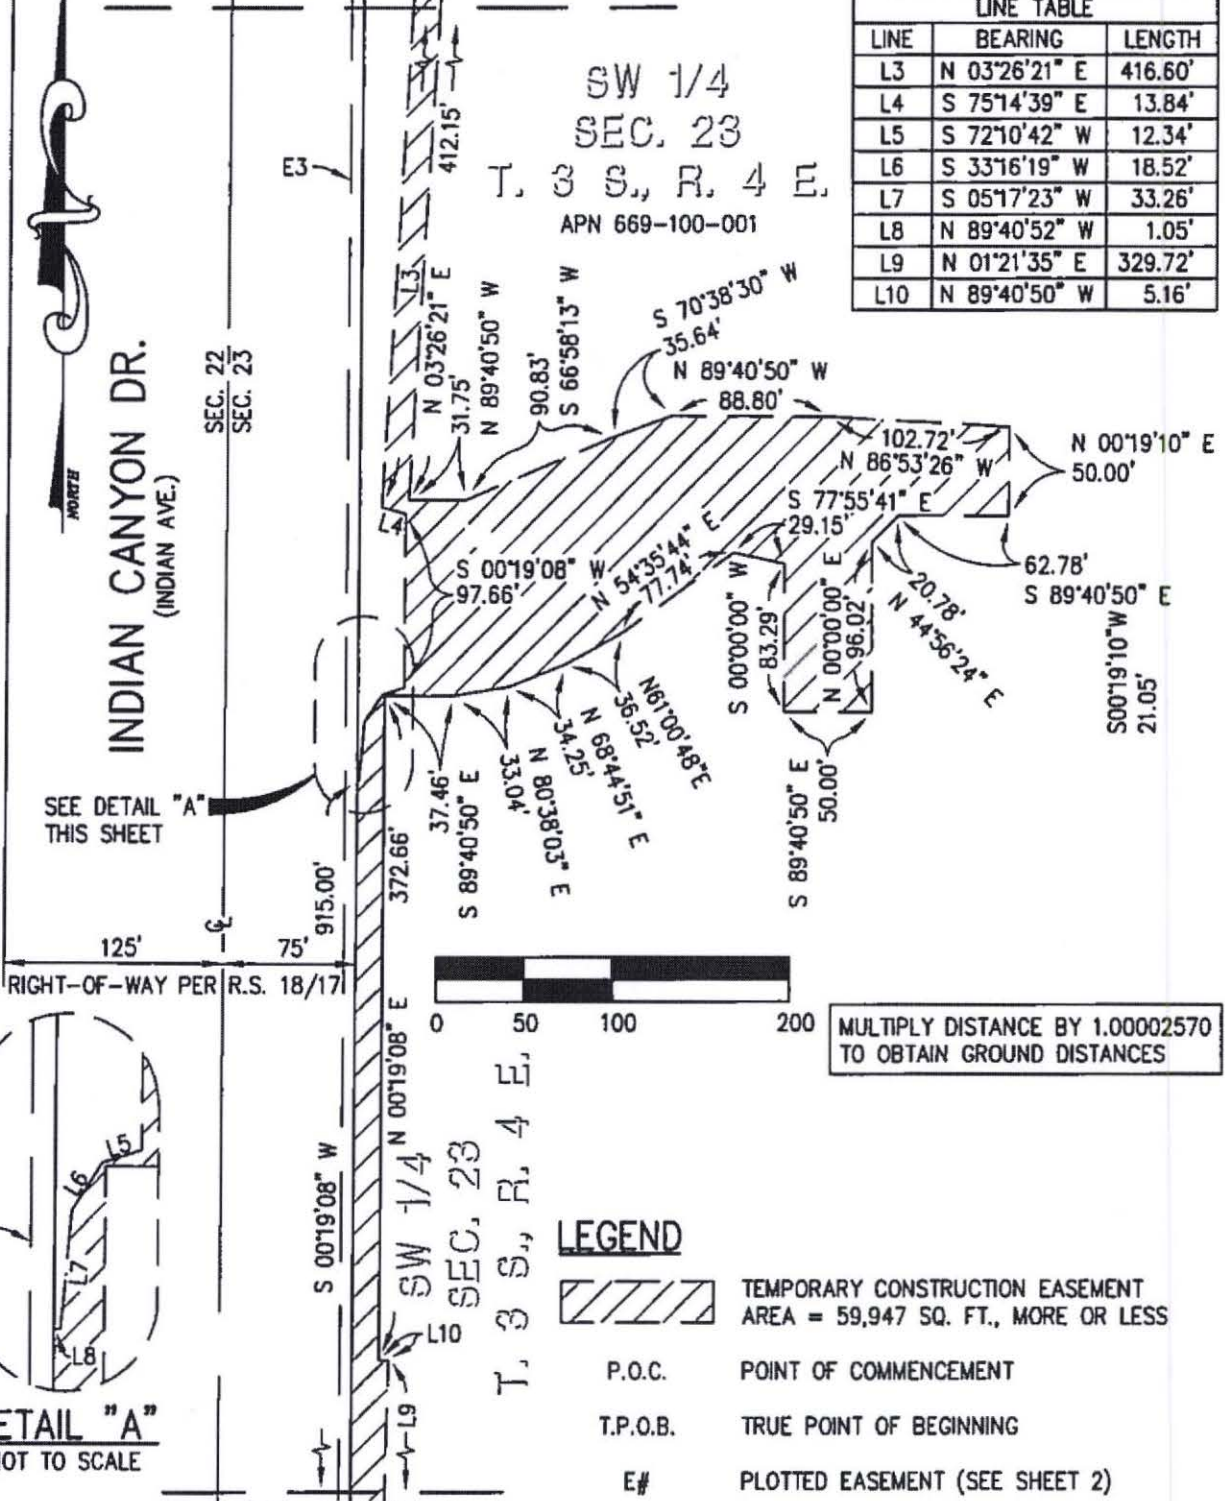 LINE TABLE
LINE BEARING LENGTH
L3 N 03°26'21" E 416.60'
L4 S 75°14'39" E 13.84'
L5 S 72°10'42" W 12.34'
L6 S 33°16'19" W 18.52'
L7 S 05°17'23" W 33.26'
L8 N 89°40'52" W 1.05'
L9 N 01°21'35" E 329.72'
L10 N 89°40'50" W 5.16'
SW 1/4
SEC. 23
T. 3 S., R. 4 E.
APN 669-100-001
412.15'
E3
NORTH
INDIAN CANYON DR.
(INDIAN AVE.)
SEC. 22
SEC. 23
L3
N 03°26'21" E
31.75'
N 89°40'50" W
90.83'
S 66°58'13" W
S 70°38'30" W
35.64'
N 89°40'50" W
88.80'
102.72'
N 86°53'26" W
N 00°19'10" E
50.00'
L4
S 00°19'08" W
97.66'
N 54°35'44" E
77.74'
S 77°55'41" E
29.15'
S 00°00'00" W
83.29'
N 00°00'00" E
96.02'
20.78'
N 44°56'24" E
62.78'
S 89°40'50" E
S00°19'10"W
21.05'
S 89°40'50" E
50.00'
N61°00'48"E
36.52'
N 68°44'51" E
34.25'
N 80°38'03" E
33.04'
S 89°40'50" E
37.46'
SEE DETAIL "A"
THIS SHEET
372.66'
915.00'
℄
125' 75'
RIGHT-OF-WAY PER R.S. 18/17
0 50 100 200
MULTIPLY DISTANCE BY 1.00002570
TO OBTAIN GROUND DISTANCES
N 00°19'08" E
S 00°19'08" W
SW 1/4
SEC. 23
T. 3 S., R. 4 E.
L5
L6
L7
L8
ETAIL "A"
NOT TO SCALE
L10
L9
LEGEND
TEMPORARY CONSTRUCTION EASEMENT
AREA = 59,947 SQ. FT., MORE OR LESS
P.O.C. POINT OF COMMENCEMENT
T.P.O.B. TRUE POINT OF BEGINNING
E# PLOTTED EASEMENT (SEE SHEET 2)